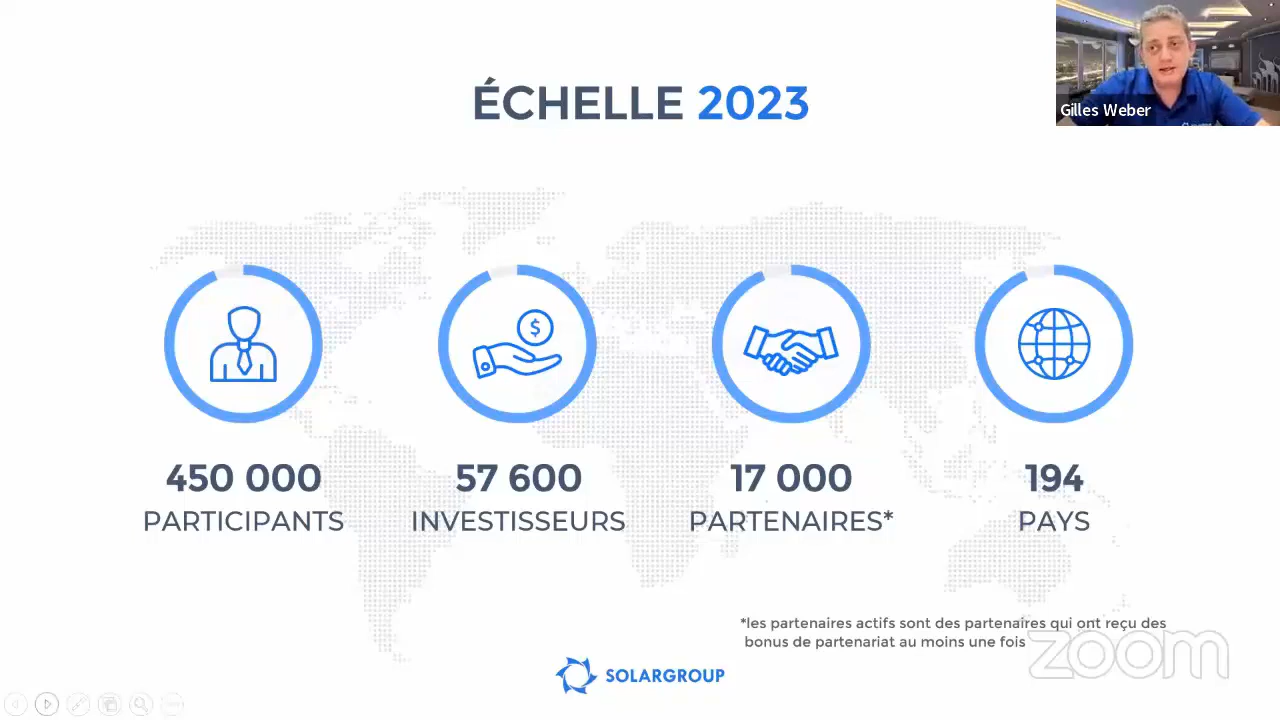 ÉCHELLE 2023
Gilles Weber
$
450 000
PARTICIPANTS
57 600
INVESTISSEURS
17 000
PARTENAIRES*
194
PAYS
*les partenaires actifs sont des partenaires qui ont reçu des
bonus de partenariat au moins une fois
zoom
SOLARGROUP